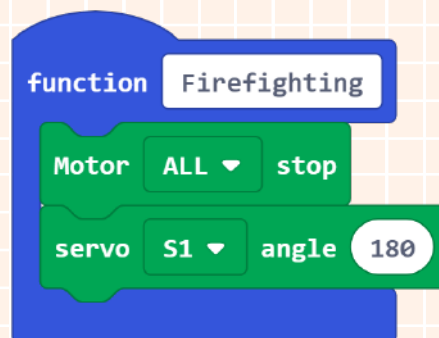 function Firefighting
Motor ALL stop
servo S1 angle 180